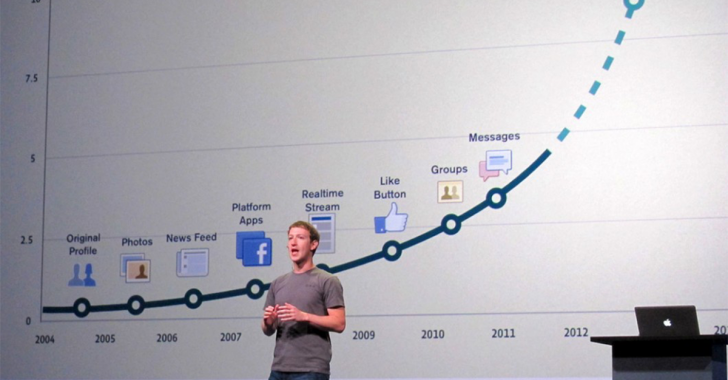 10
7.5
5
2.5
0
Messages
Groups
Like
Button
Realtime
Stream
Platform
Apps
News Feed
Photos
Original
Profile
f
2004
2005
2006
2007
2009
2010
2011
2012